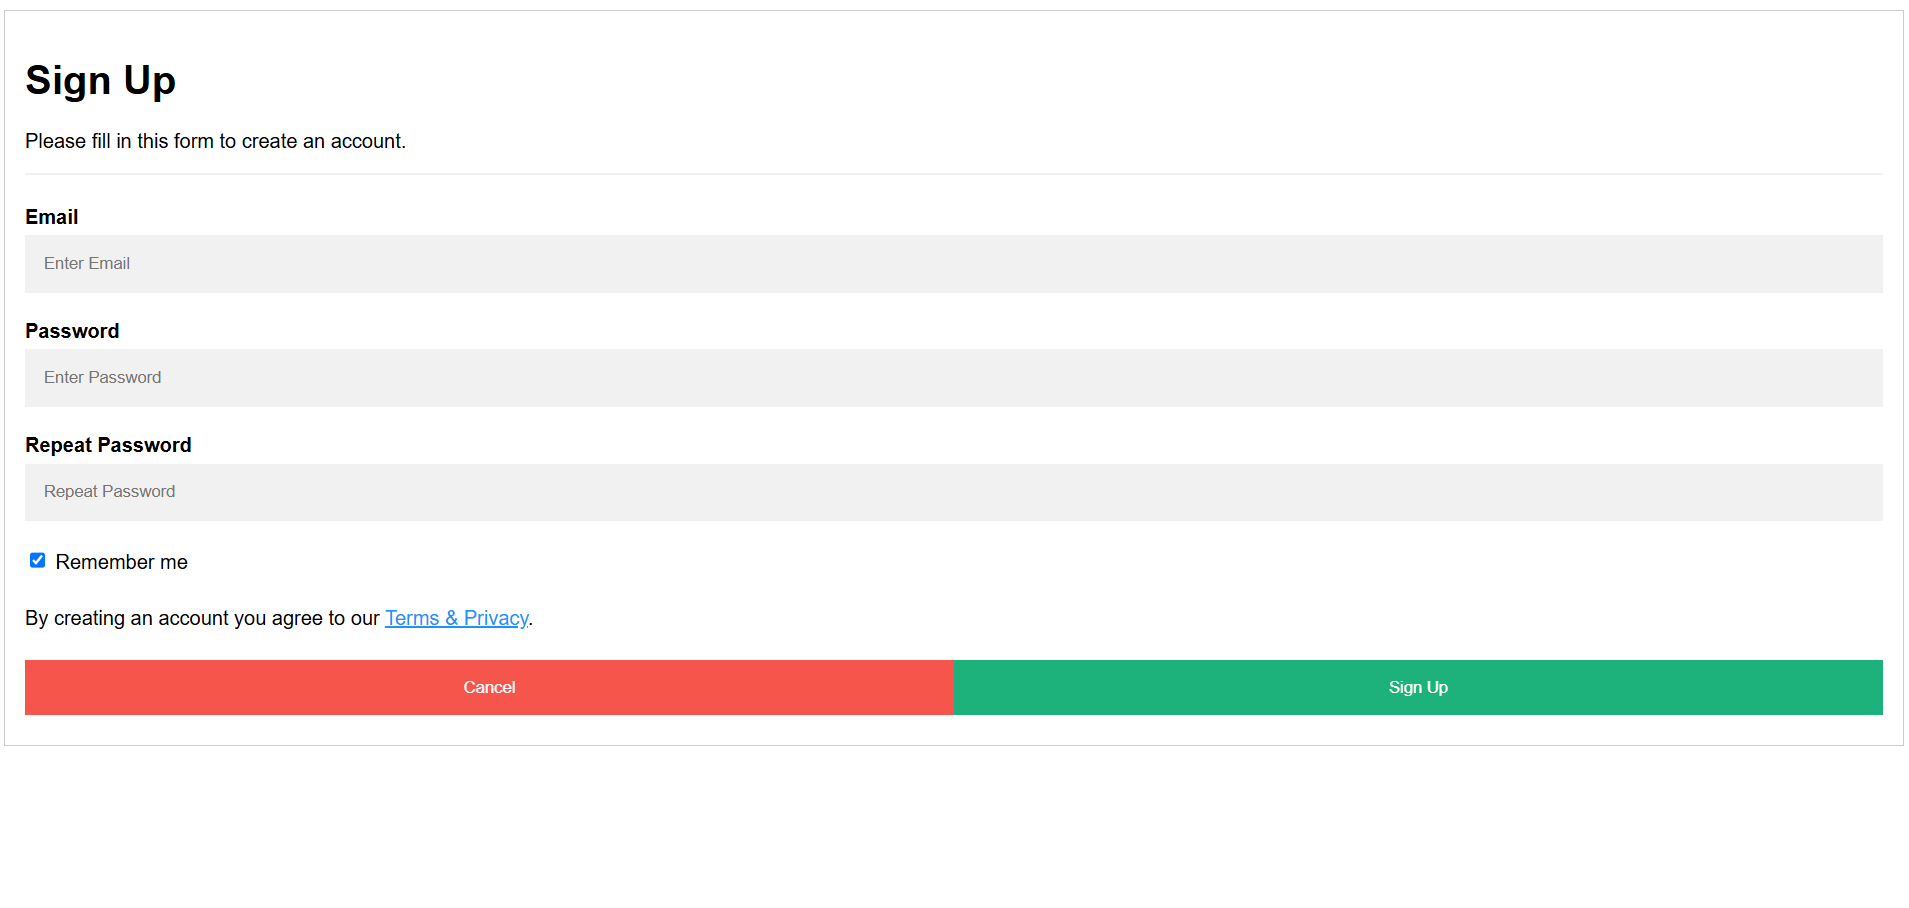 Sign Up
Please fill in this form to create an account.
Email
Enter Email
Password
Enter Password
Repeat Password
Repeat Password
Remember me
By creating an account you agree to our Terms & Privacy.
Cancel
Sign Up